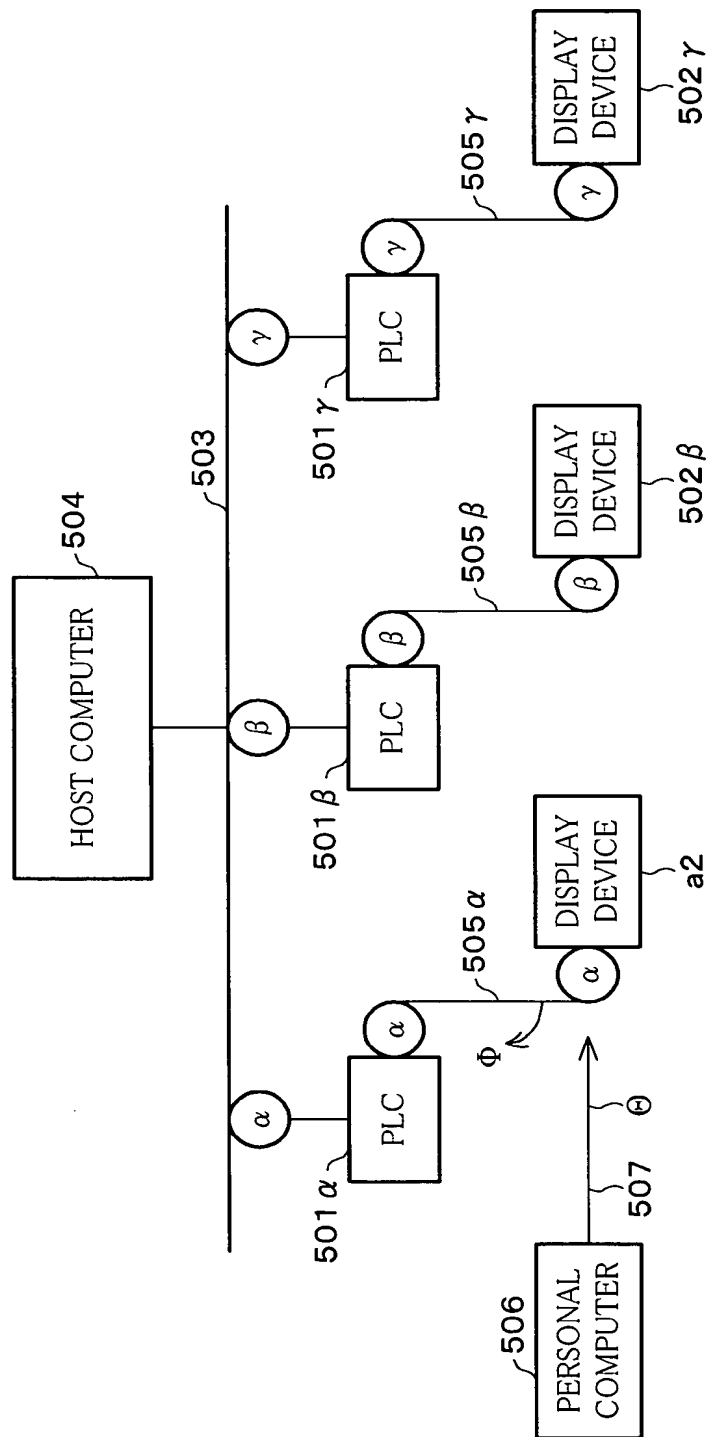 504
HOST COMPUTER
503
α
β
γ
501α
PLC
α
501β
PLC
β
501γ
PLC
γ
505α
505β
505γ
Φ
α
DISPLAY
DEVICE
β
DISPLAY
DEVICE
γ
DISPLAY
DEVICE
a2
502β
502γ
506
PERSONAL
COMPUTER
507
Θ